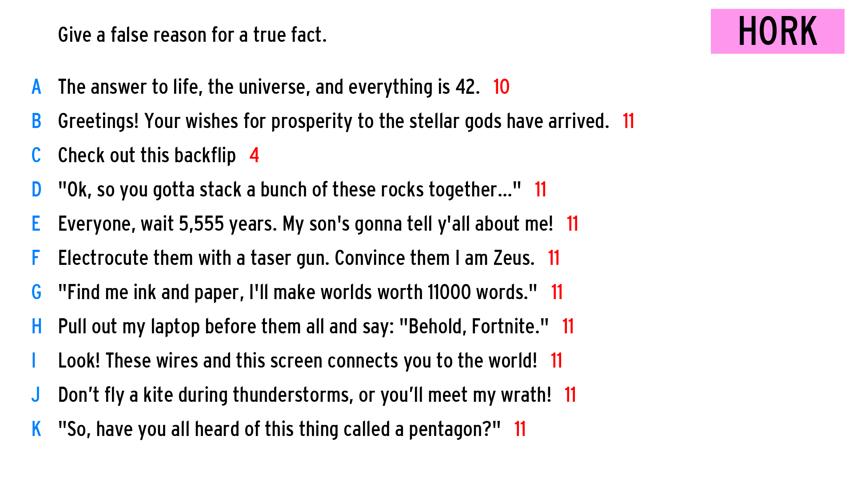 Give a false reason for a true fact.
HORK
A The answer to life, the universe, and everything is 42. 10
B Greetings! Your wishes for prosperity to the stellar gods have arrived. 11
C Check out this backflip 4
D "Ok, so you gotta stack a bunch of these rocks together..." 11
E Everyone, wait 5,555 years. My son's gonna tell y'all about me! 11
F Electrocute them with a taser gun. Convince them I am Zeus. 11
G "Find me ink and paper, I'll make worlds worth 11000 words." 11
H Pull out my laptop before them all and say: "Behold, Fortnite." 11
I Look! These wires and this screen connects you to the world! 11
J Don't fly a kite during thunderstorms, or you'll meet my wrath! 11
K "So, have you all heard of this thing called a pentagon?" 11